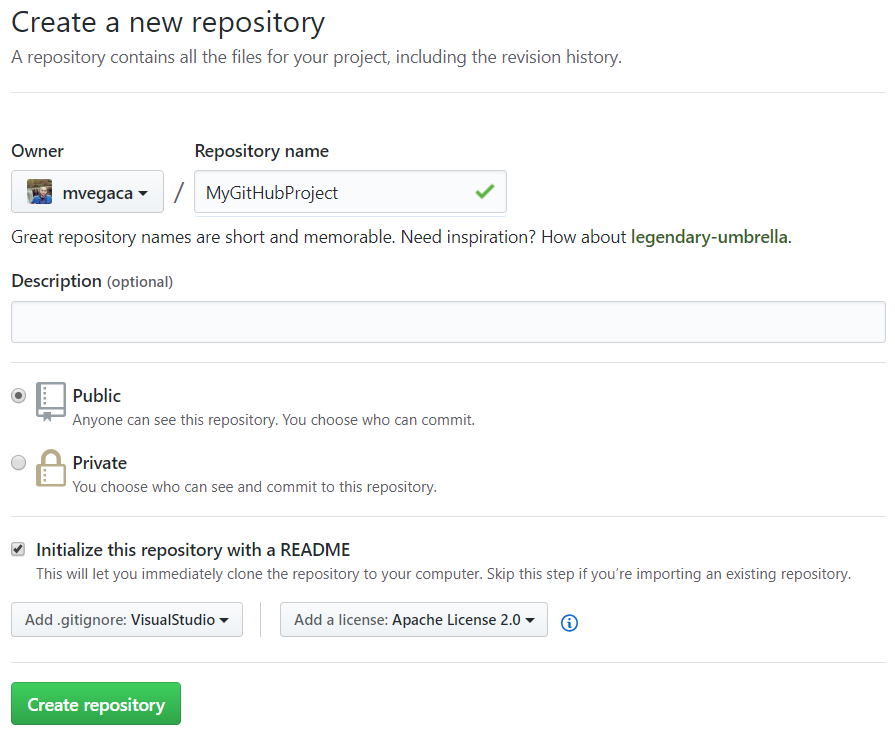 Create a new repository
A repository contains all the files for your project, including the revision history.
Owner
Repository name
mvegaca
/
MyGitHubProject
Great repository names are short and memorable. Need inspiration? How about legendary-umbrella.
Description (optional)
Public
Anyone can see this repository. You choose who can commit.
Private
You choose who can see and commit to this repository.
Initialize this repository with a README
This will let you immediately clone the repository to your computer. Skip this step if you’re importing an existing repository.
Add .gitignore: VisualStudio
Add a license: Apache License 2.0
Create repository